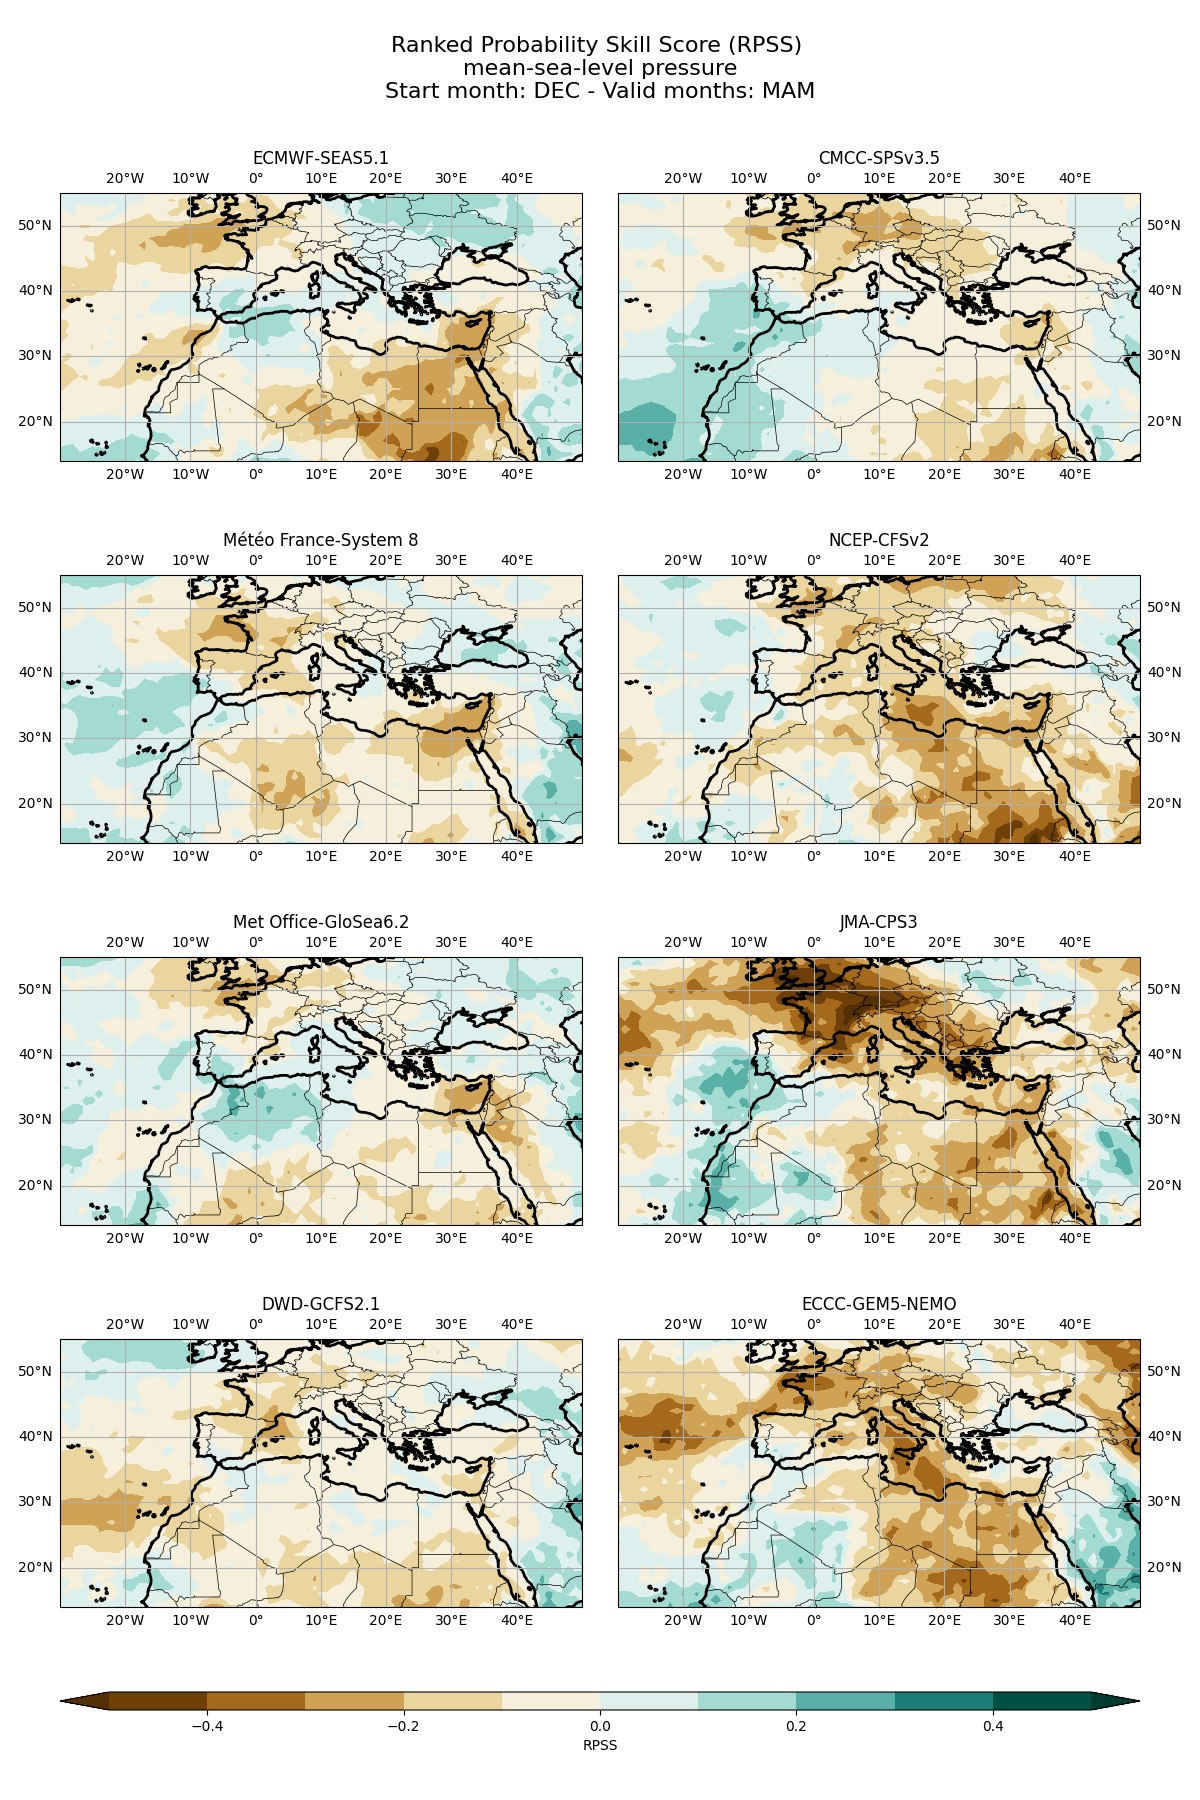 Ranked Probability Skill Score (RPSS)
mean-sea-level pressure
Start month: DEC - Valid months: MAM
ECMWF-SEAS5.1
CMCC-SPSv3.5
20°W 10°W 0° 10°E 20°E 30°E 40°E 20°W 10°W 0° 10°E 20°E 30°E 40°E
50°N 50°N
40°N 40°N
30°N 30°N
20°N 20°N
20°W 10°W 0° 10°E 20°E 30°E 40°E 20°W 10°W 0° 10°E 20°E 30°E 40°E
Météo France-System 8
NCEP-CFSv2
20°W 10°W 0° 10°E 20°E 30°E 40°E 20°W 10°W 0° 10°E 20°E 30°E 40°E
50°N 50°N
40°N 40°N
30°N 30°N
20°N 20°N
20°W 10°W 0° 10°E 20°E 30°E 40°E 20°W 10°W 0° 10°E 20°E 30°E 40°E
Met Office-GloSea6.2
JMA-CPS3
20°W 10°W 0° 10°E 20°E 30°E 40°E 20°W 10°W 0° 10°E 20°E 30°E 40°E
50°N 50°N
40°N 40°N
30°N 30°N
20°N 20°N
20°W 10°W 0° 10°E 20°E 30°E 40°E 20°W 10°W 0° 10°E 20°E 30°E 40°E
DWD-GCFS2.1
ECCC-GEM5-NEMO
20°W 10°W 0° 10°E 20°E 30°E 40°E 20°W 10°W 0° 10°E 20°E 30°E 40°E
50°N 50°N
40°N 40°N
30°N 30°N
20°N 20°N
20°W 10°W 0° 10°E 20°E 30°E 40°E 20°W 10°W 0° 10°E 20°E 30°E 40°E
−0.4 −0.2 0.0 0.2 0.4
RPSS